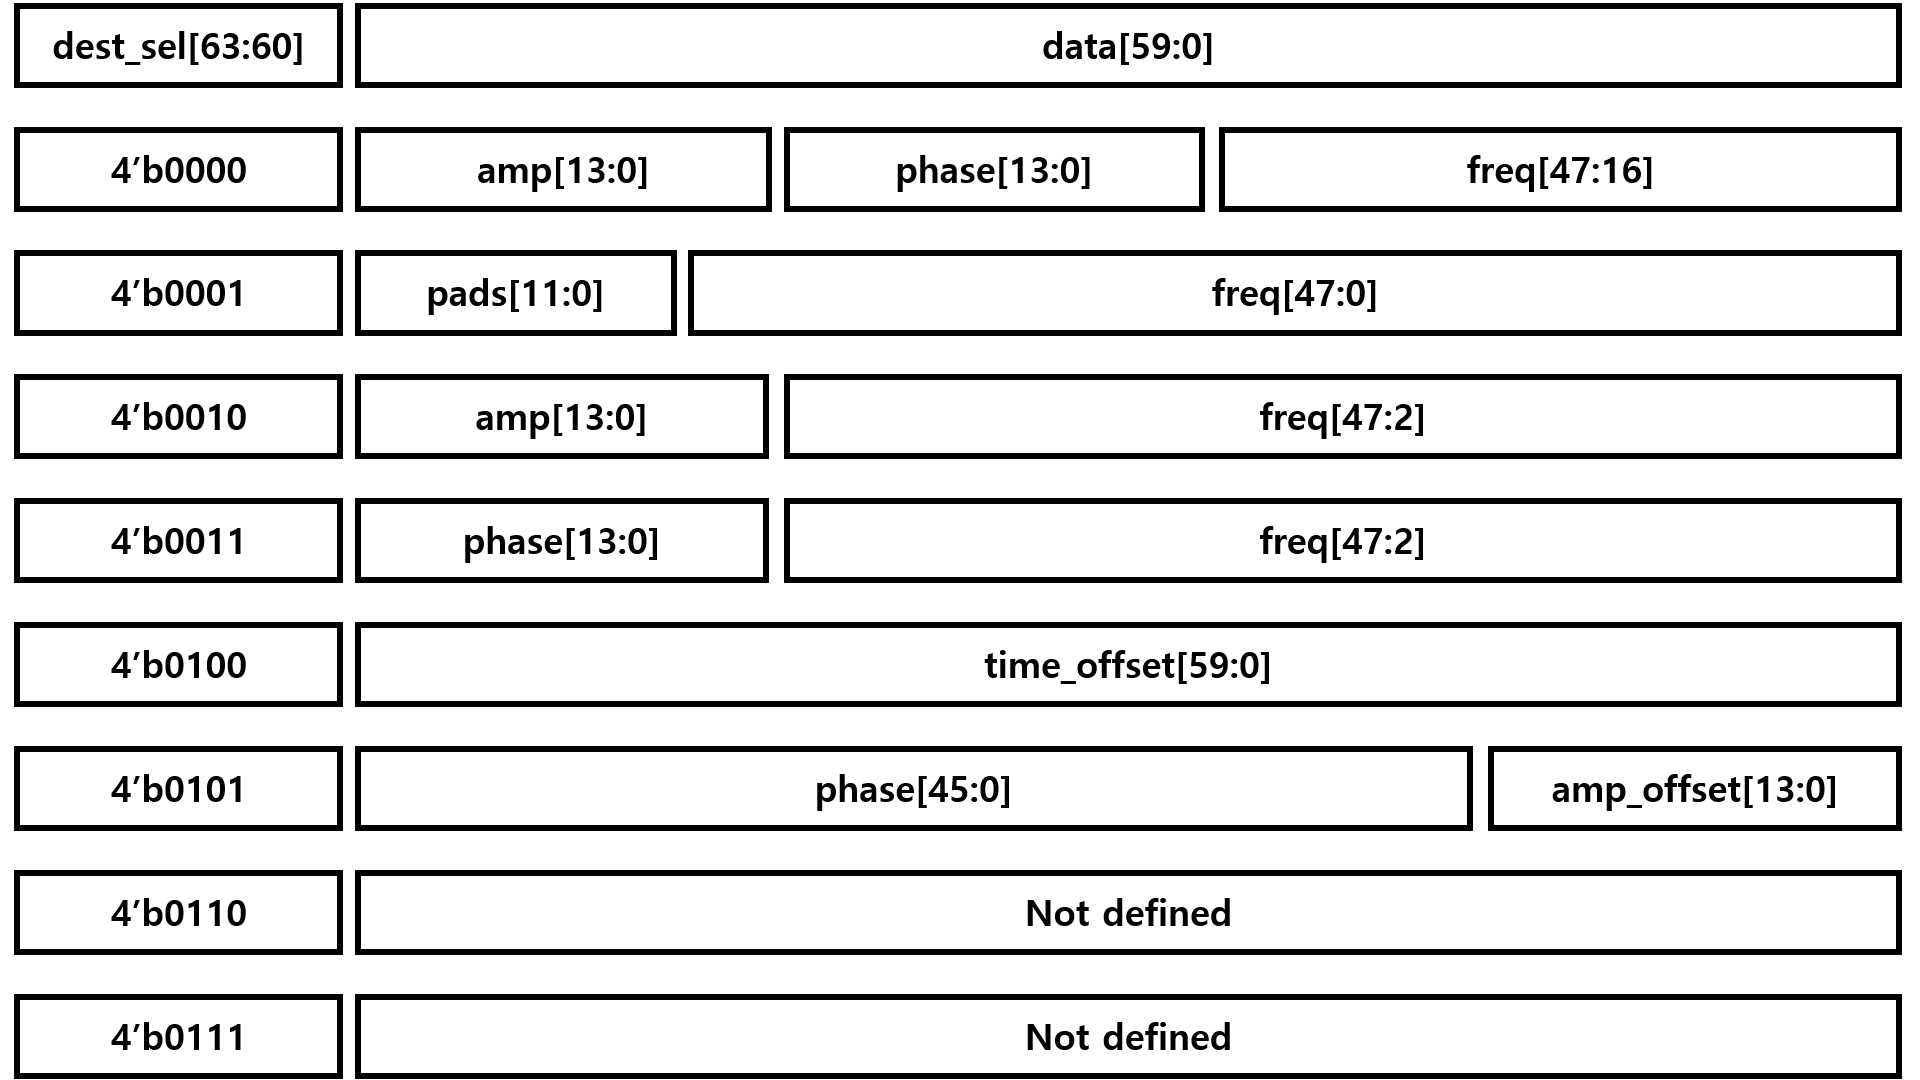 dest_sel[63:60] data[59:0]
4’b0000 amp[13:0] phase[13:0] freq[47:16]
4’b0001 pads[11:0] freq[47:0]
4’b0010 amp[13:0] freq[47:2]
4’b0011 phase[13:0] freq[47:2]
4’b0100 time_offset[59:0]
4’b0101 phase[45:0] amp_offset[13:0]
4’b0110 Not defined
4’b0111 Not defined